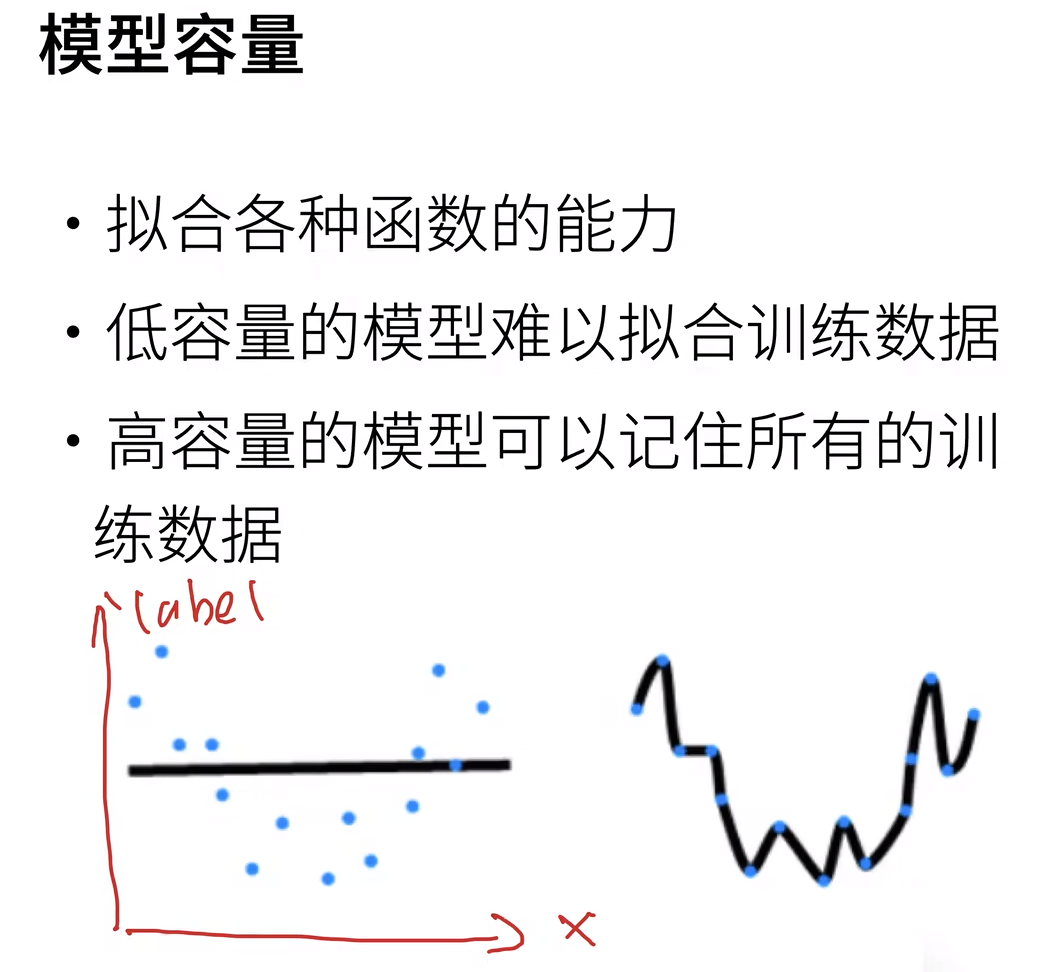 模型容量
• 拟合各种函数的能力
• 低容量的模型难以拟合训练数据
• 高容量的模型可以记住所有的训
练数据
label
x